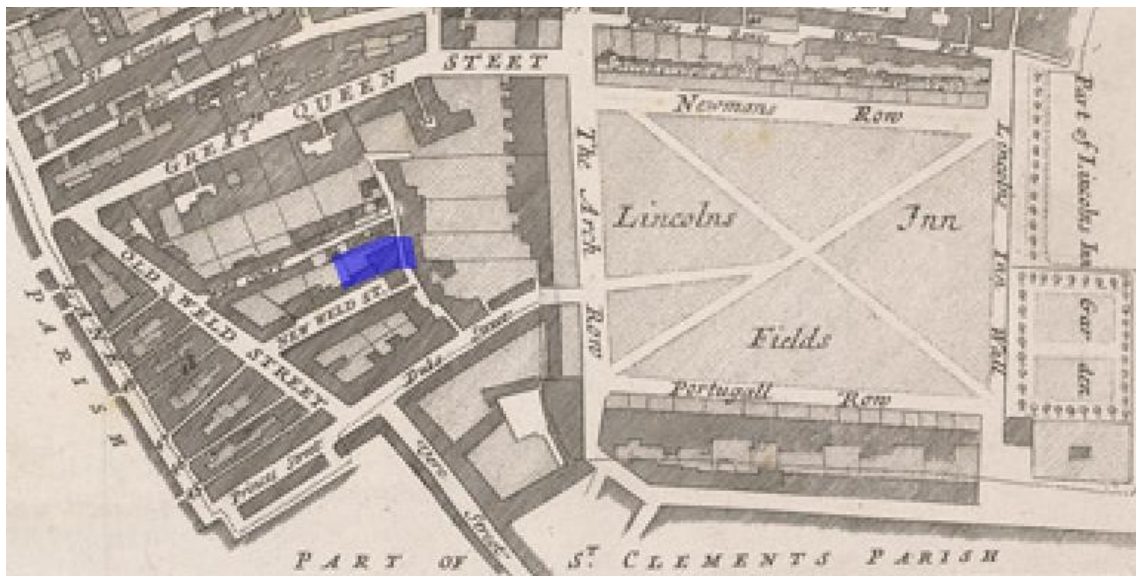 STEET
GREAT QUEEN
Newmans Row
The Arch Row
Lincolns Inn
Fields
Lincolns Inn Wall
Part of Lincolns Inn
Gar den
OLD WELD STREET
NEW WELD ST.
Duke Street
Portugall Row
Princes Street
Vere Street
PARISH
PART OF ST. CLEMENTS PARISH